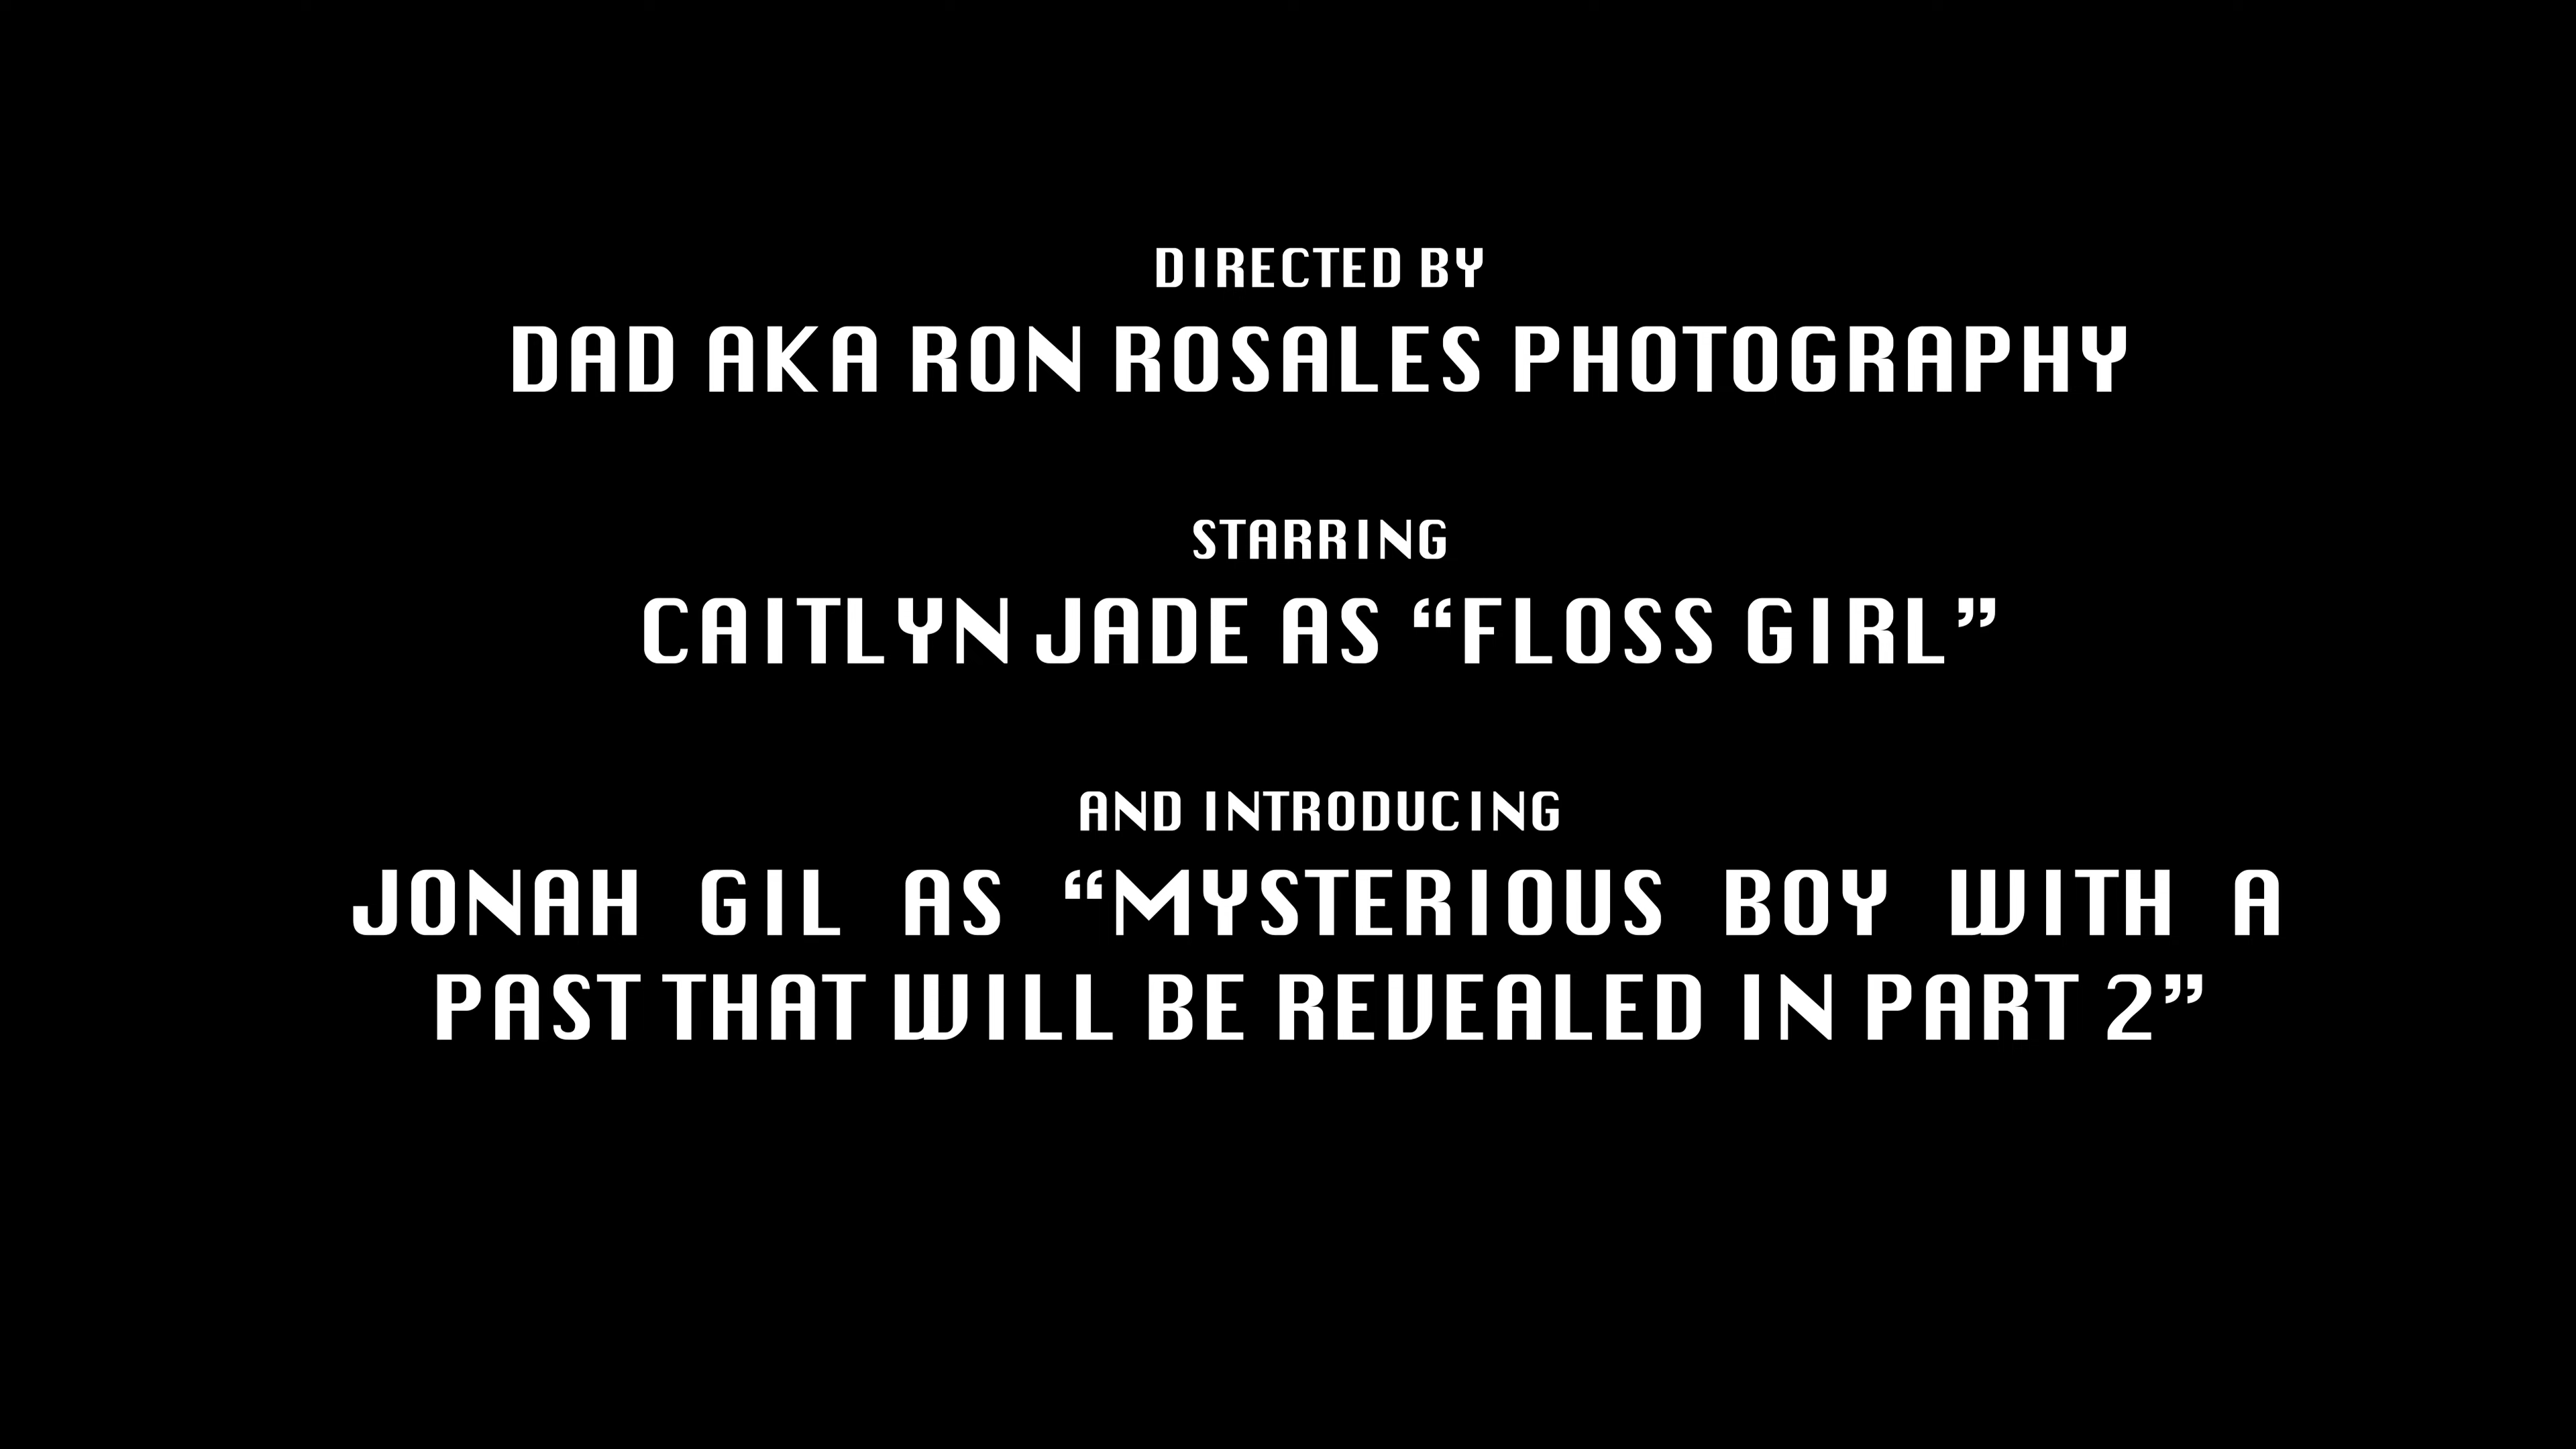 DIRECTED BY
DAD AKA RON ROSALES PHOTOGRAPHY
STARRING
CAITLYN JADE AS “FLOSS GIRL”
AND INTRODUCING
JONAH GIL AS “MYSTERIOUS BOY WITH A
PAST THAT WILL BE REVEALED IN PART 2”